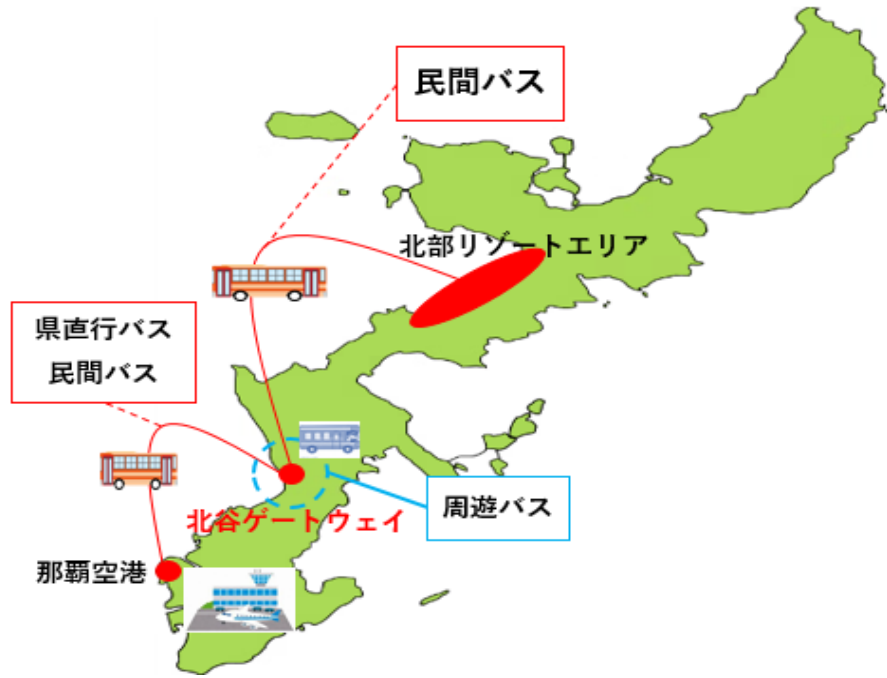 民間バス
北部リゾートエリア
県直行バス
民間バス
周遊バス
北谷ゲートウェイ
那覇空港